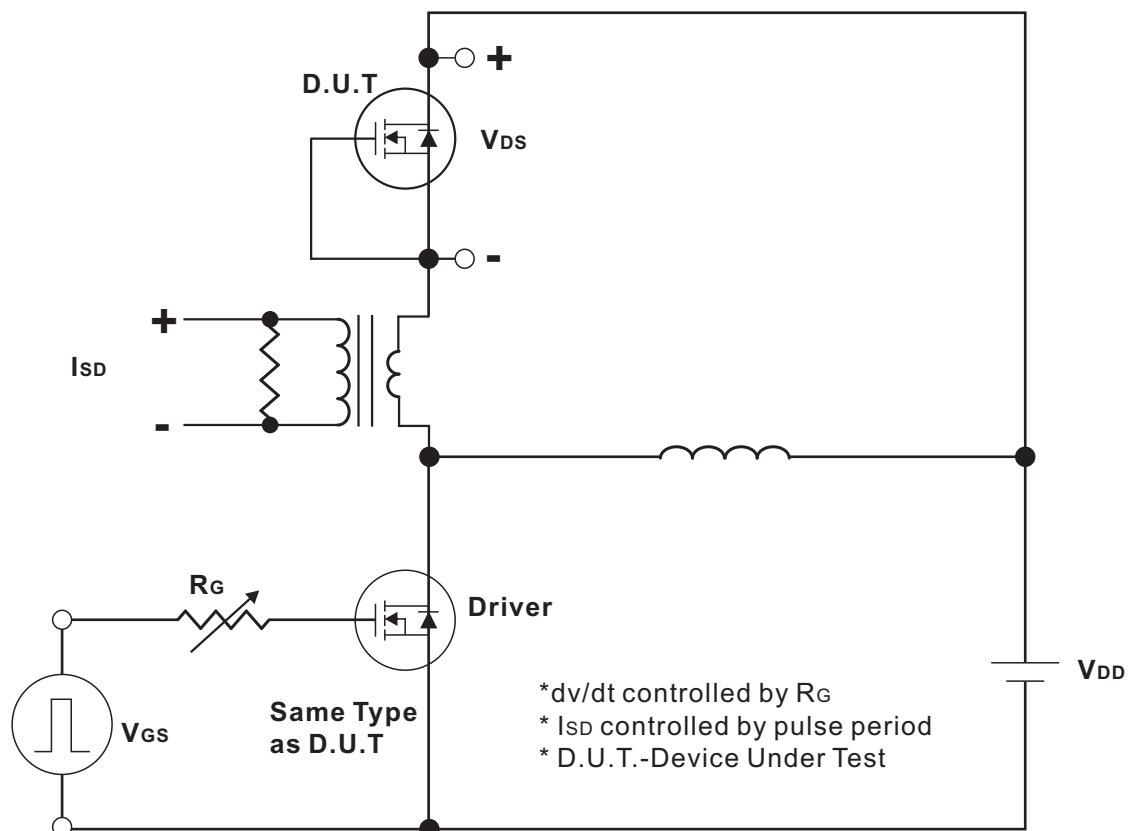 +
D.U.T
VDS
-
+
ISD
-
RG
Driver
VDD
VGS
Same Type
as D.U.T
*dv/dt controlled by RG
* ISD controlled by pulse period
* D.U.T.-Device Under Test